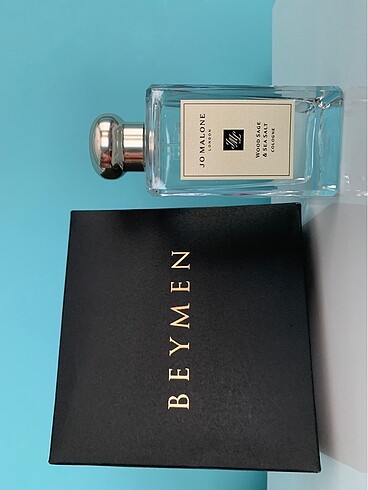 JO MALONE
LONDON
WOOD SAGE
& SEA SALT
COLOGNE
BEYMEN